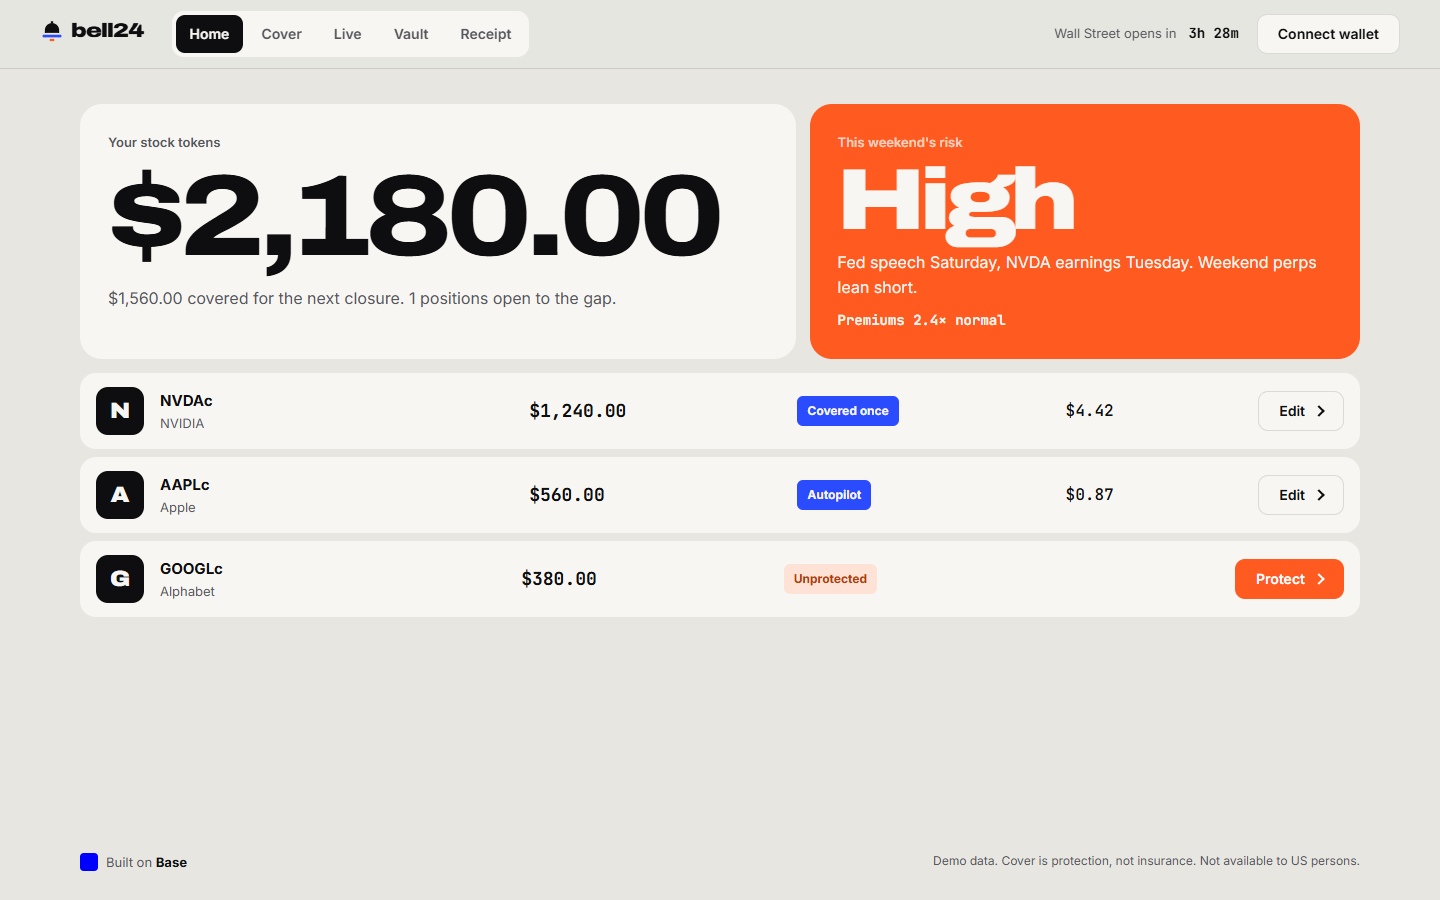 bell24
Home Cover Live Vault Receipt
Wall Street opens in 3h 28m
Connect wallet
Your stock tokens
$2,180.00
$1,560.00 covered for the next closure. 1 positions open to the gap.
This weekend's risk
High
Fed speech Saturday, NVDA earnings Tuesday. Weekend perps
lean short.
Premiums 2.4× normal
N NVDAc $1,240.00 Covered once $4.42 Edit
NVIDIA
A AAPLc $560.00 Autopilot $0.87 Edit
Apple
G GOOGLc $380.00 Unprotected Protect
Alphabet
Built on Base
Demo data. Cover is protection, not insurance. Not available to US persons.